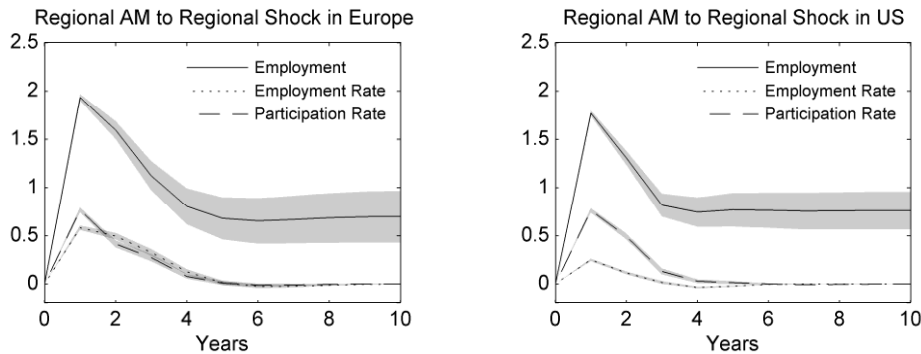 Regional AM to Regional Shock in Europe
2.5
2
1.5
1
0.5
0
Employment
Employment Rate
Participation Rate
0 2 4 6 8 10
Years
Regional AM to Regional Shock in US
2.5
2
1.5
1
0.5
0
Employment
Employment Rate
Participation Rate
0 2 4 6 8 10
Years